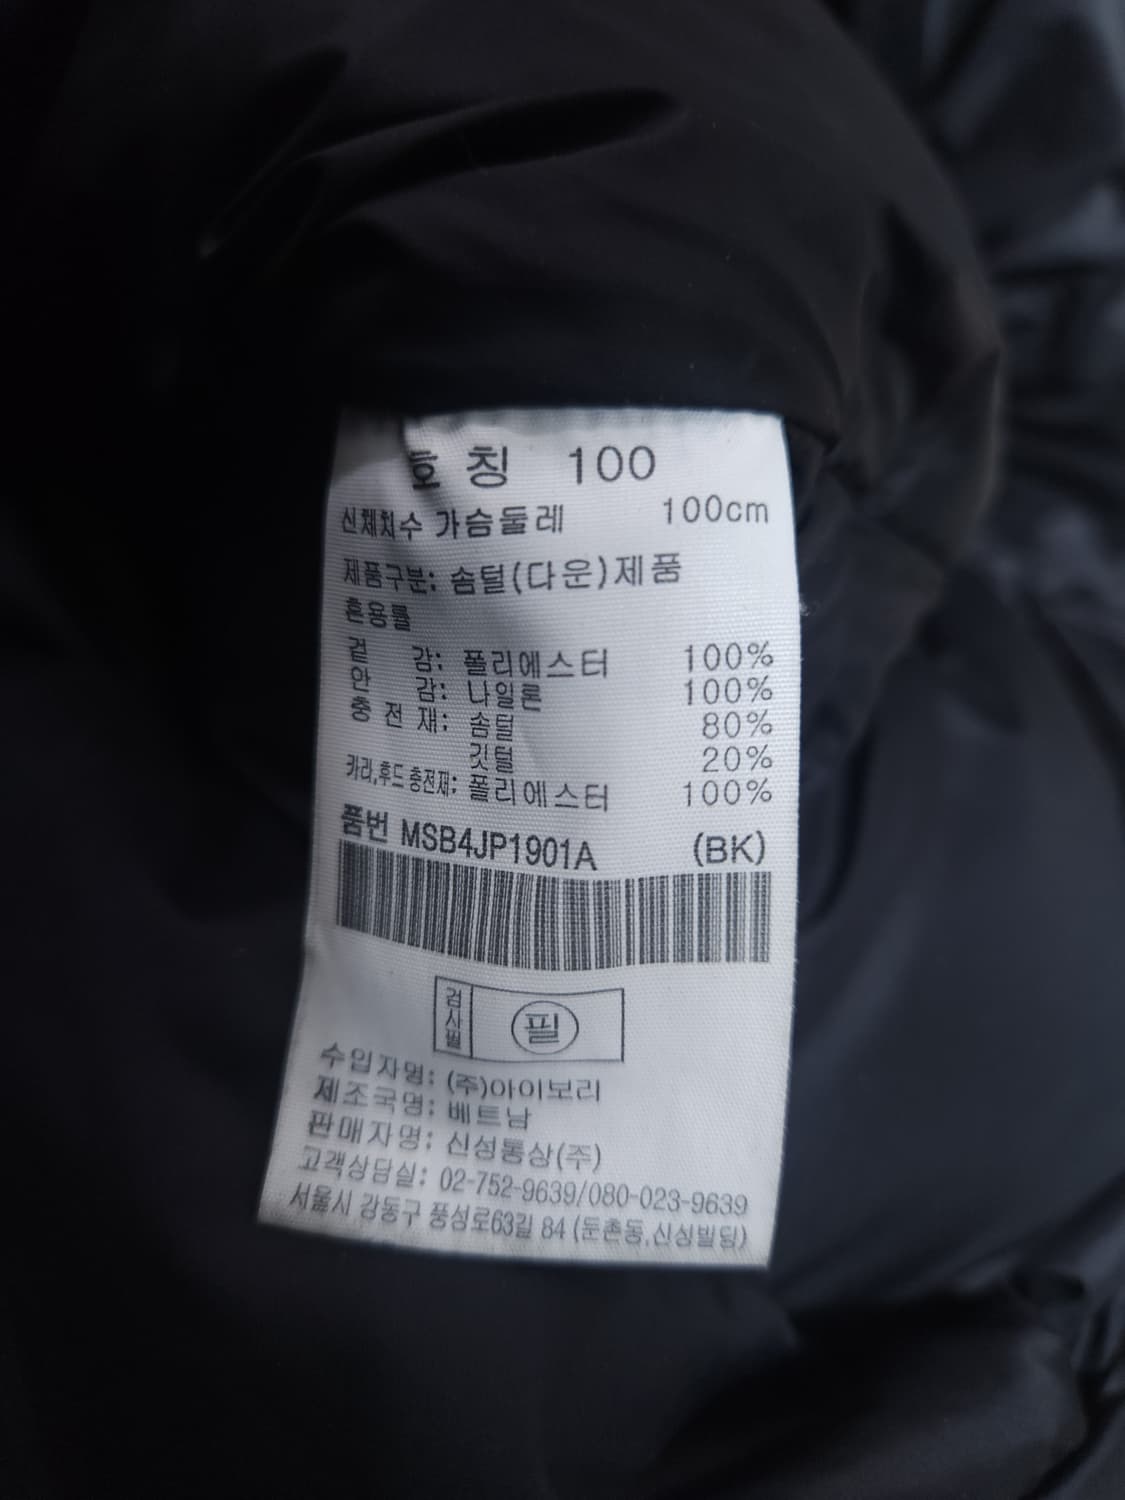 호 칭 100
신체치수 가슴둘레 100cm
제품구분: 솜털(다운)제품
혼용률
겉 감: 폴리에스터 100%
안 감: 나일론 100%
충 전 재: 솜털 80%
깃털 20%
카라,후드 충전재: 폴리에스터 100%
품번 MSB4JP1901A (BK)
검사필 필
수입자명: (주)아이보리
제조국명: 베트남
판매자명: 신성통상(주)
고객상담실: 02-752-9639/080-023-9639
서울시 강동구 풍성로63길 84 (둔촌동,신성빌딩)